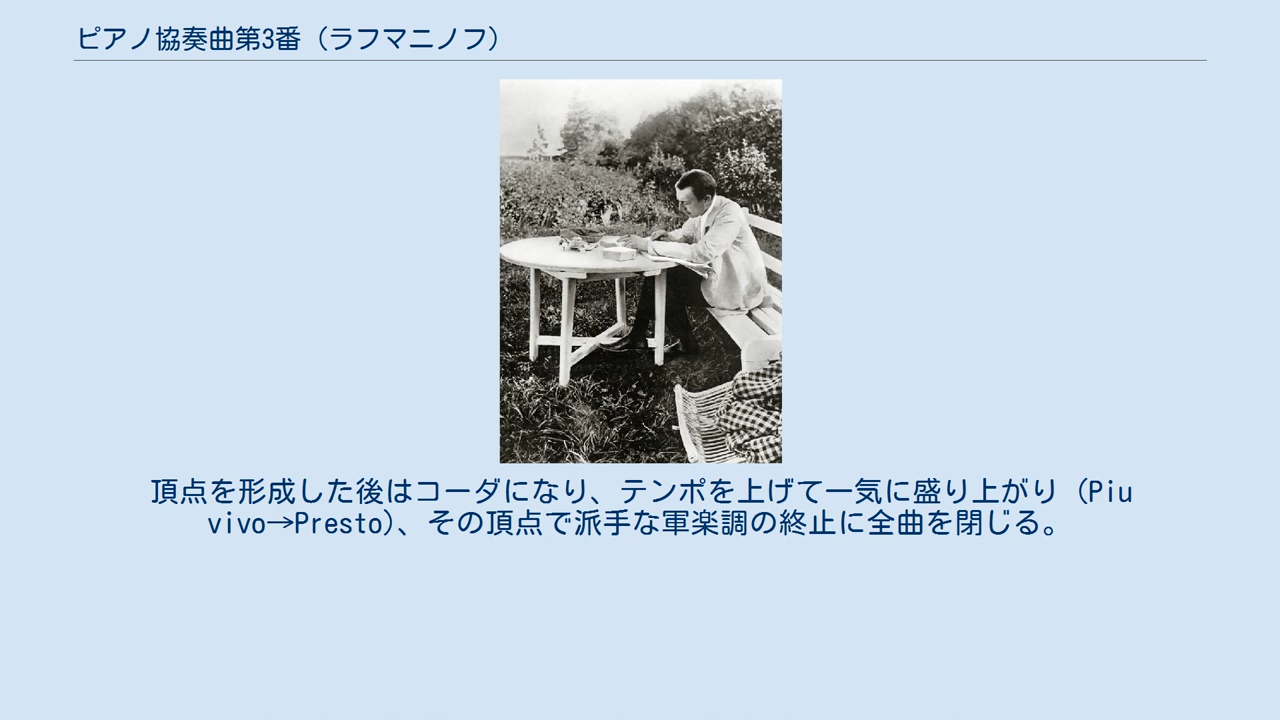 ピアノ協奏曲第3番（ラフマニノフ）
頂点を形成した後はコーダになり、テンポを上げて一気に盛り上がり（Piu
vivo→Presto)、その頂点で派手な軍楽調の終止に全曲を閉じる。